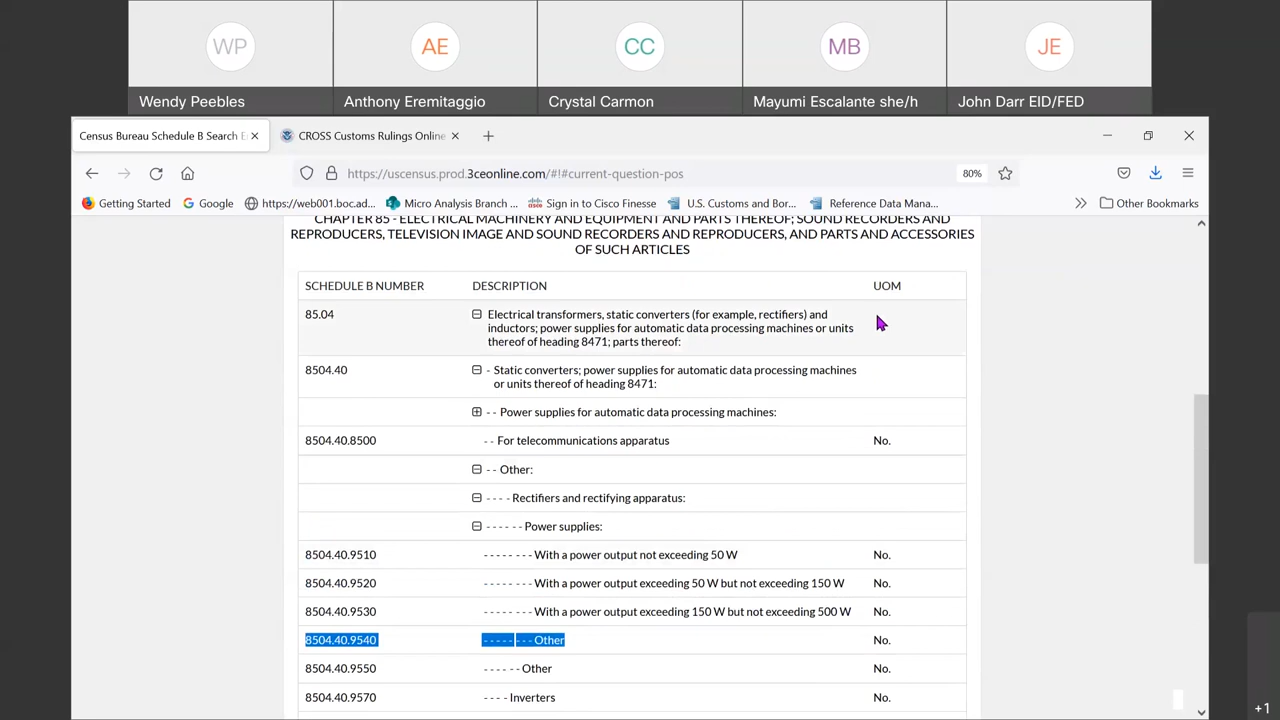 WP AE CC MB JE
Wendy Peebles Anthony Eremitaggio Crystal Carmon Mayumi Escalante she/h John Darr EID/FED
Census Bureau Schedule B Search E CROSS Customs Rulings Online
https://uscensus.prod.3ceonline.com/#!#current-question-pos 80%
Getting Started Google https://web001.boc.ad... Micro Analysis Branch ... Sign in to Cisco Finesse U.S. Customs and Bor... Reference Data Mana... Other Bookmarks
CHAPTER 85 - ELECTRICAL MACHINERY AND EQUIPMENT AND PARTS THEREOF; SOUND RECORDERS AND
REPRODUCERS, TELEVISION IMAGE AND SOUND RECORDERS AND REPRODUCERS, AND PARTS AND ACCESSORIES
OF SUCH ARTICLES
SCHEDULE B NUMBER DESCRIPTION UOM
85.04 Electrical transformers, static converters (for example, rectifiers) and
inductors; power supplies for automatic data processing machines or units
thereof of heading 8471; parts thereof:
8504.40 - Static converters; power supplies for automatic data processing machines
or units thereof of heading 8471:
- - Power supplies for automatic data processing machines:
8504.40.8500 - - For telecommunications apparatus No.
- - Other:
- - - - Rectifiers and rectifying apparatus:
- - - - - - Power supplies:
8504.40.9510 - - - - - - - - With a power output not exceeding 50 W No.
8504.40.9520 - - - - - - - - With a power output exceeding 50 W but not exceeding 150 W No.
8504.40.9530 - - - - - - - - With a power output exceeding 150 W but not exceeding 500 W No.
8504.40.9540 - - - - - - - - Other No.
8504.40.9550 - - - - - - Other No.
8504.40.9570 - - - - Inverters No.
+1